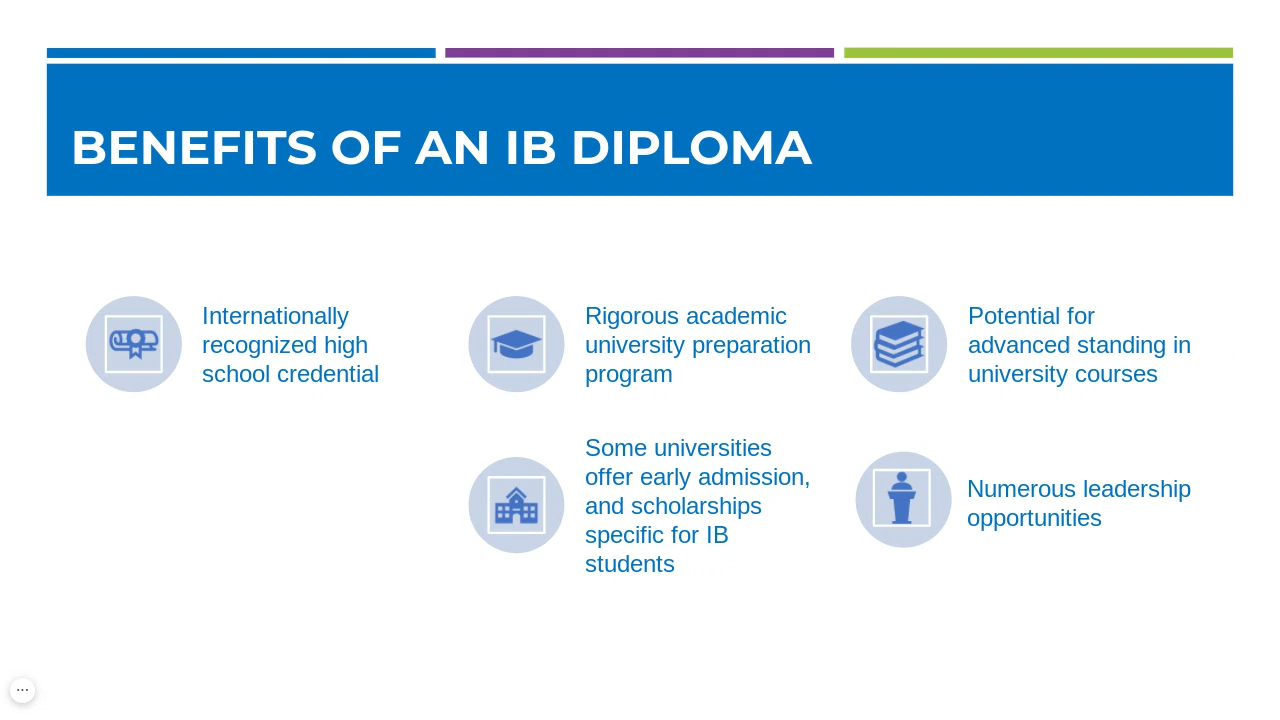 BENEFITS OF AN IB DIPLOMA
Internationally
recognized high
school credential
Rigorous academic
university preparation
program
Potential for
advanced standing in
university courses
Some universities
offer early admission,
and scholarships
specific for IB
students
Numerous leadership
opportunities